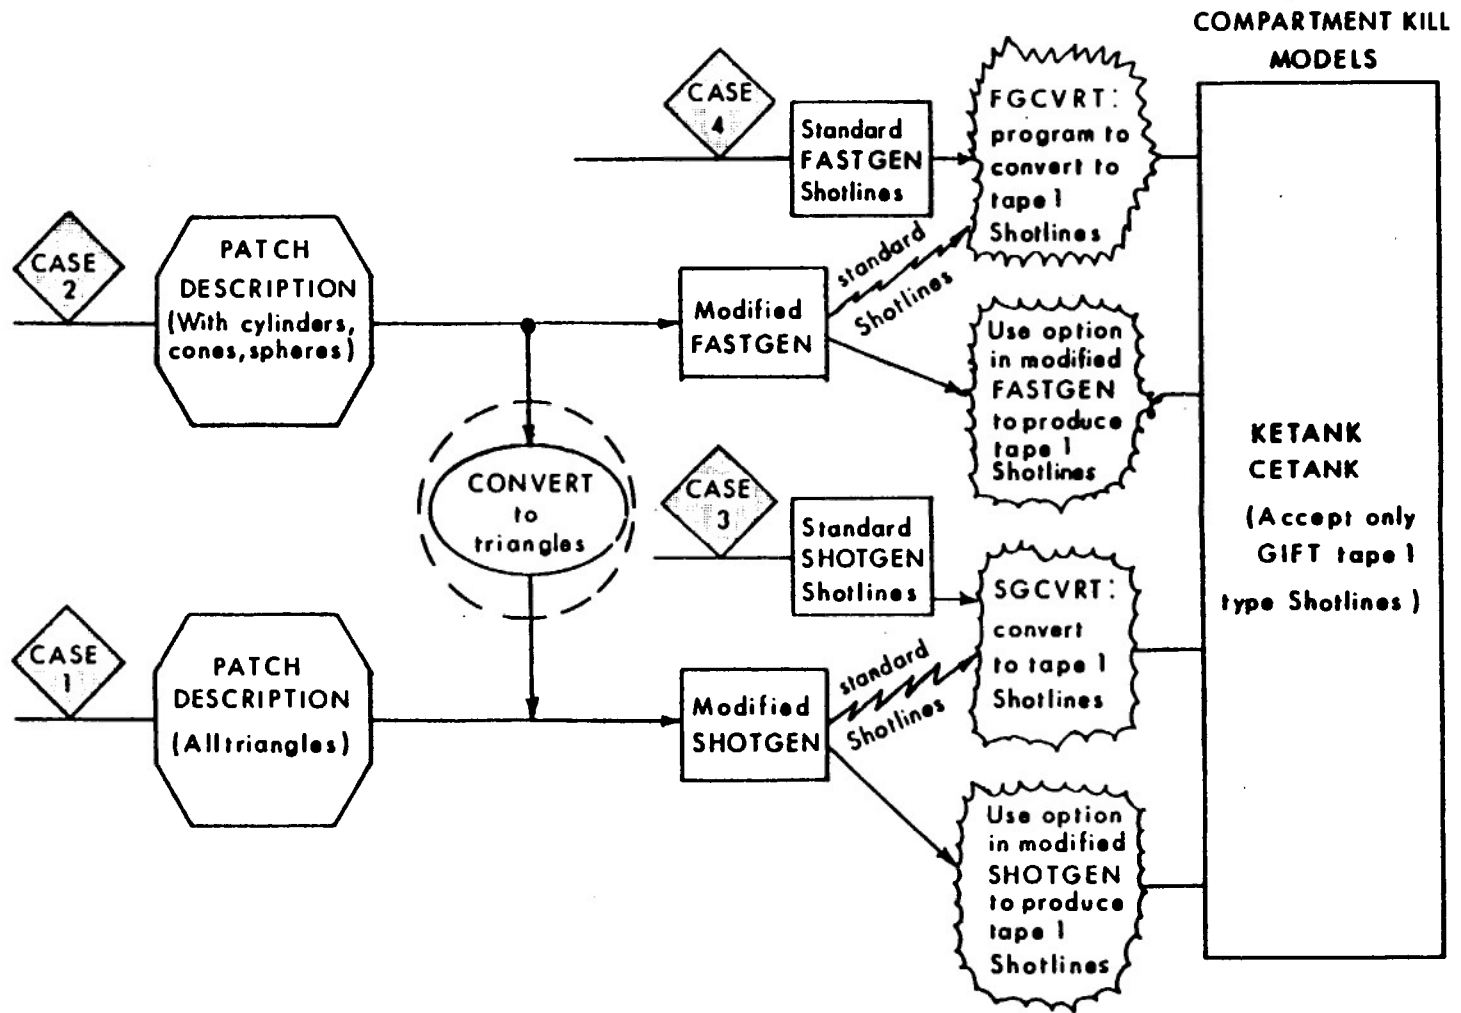 COMPARTMENT KILL
MODELS
CASE
4
Standard
FASTGEN
Shotlines
FGCVRT:
program to
convert to
tape 1
Shotlines
CASE
2
PATCH
DESCRIPTION
(With cylinders,
cones, spheres)
Modified
FASTGEN
standard
Shotlines
Use option
in modified
FASTGEN
to produce
tape 1
Shotlines
CONVERT
to
triangles
CASE
3
Standard
SHOTGEN
Shotlines
SGCVRT:
convert
to tape 1
Shotlines
KETANK
CETANK
(Accept only
GIFT tape 1
type Shotlines)
CASE
1
PATCH
DESCRIPTION
(All triangles)
Modified
SHOTGEN
standard
Shotlines
Use option
in modified
SHOTGEN
to produce
tape 1
Shotlines